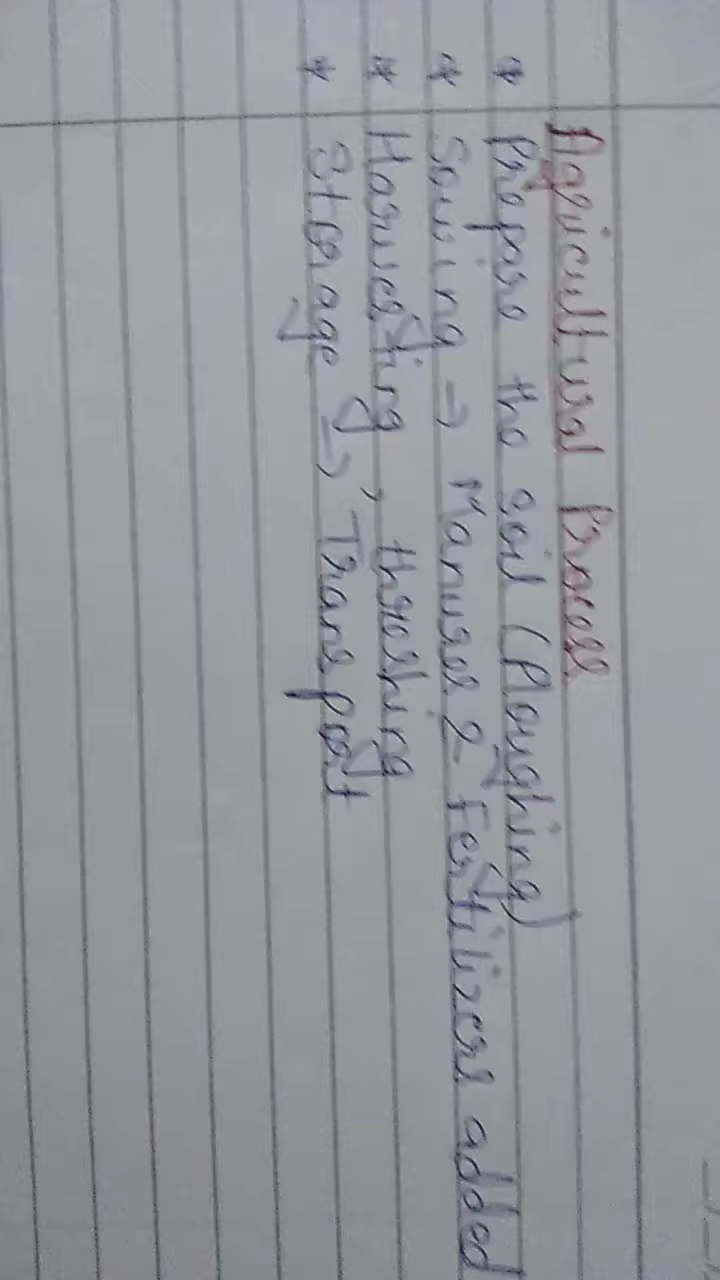 Agricultural Process
* Prepare the soil (Ploughing)
* Sowing → Manures & Fertilizers added
* Harvesting, threshing
* Storage → Transport